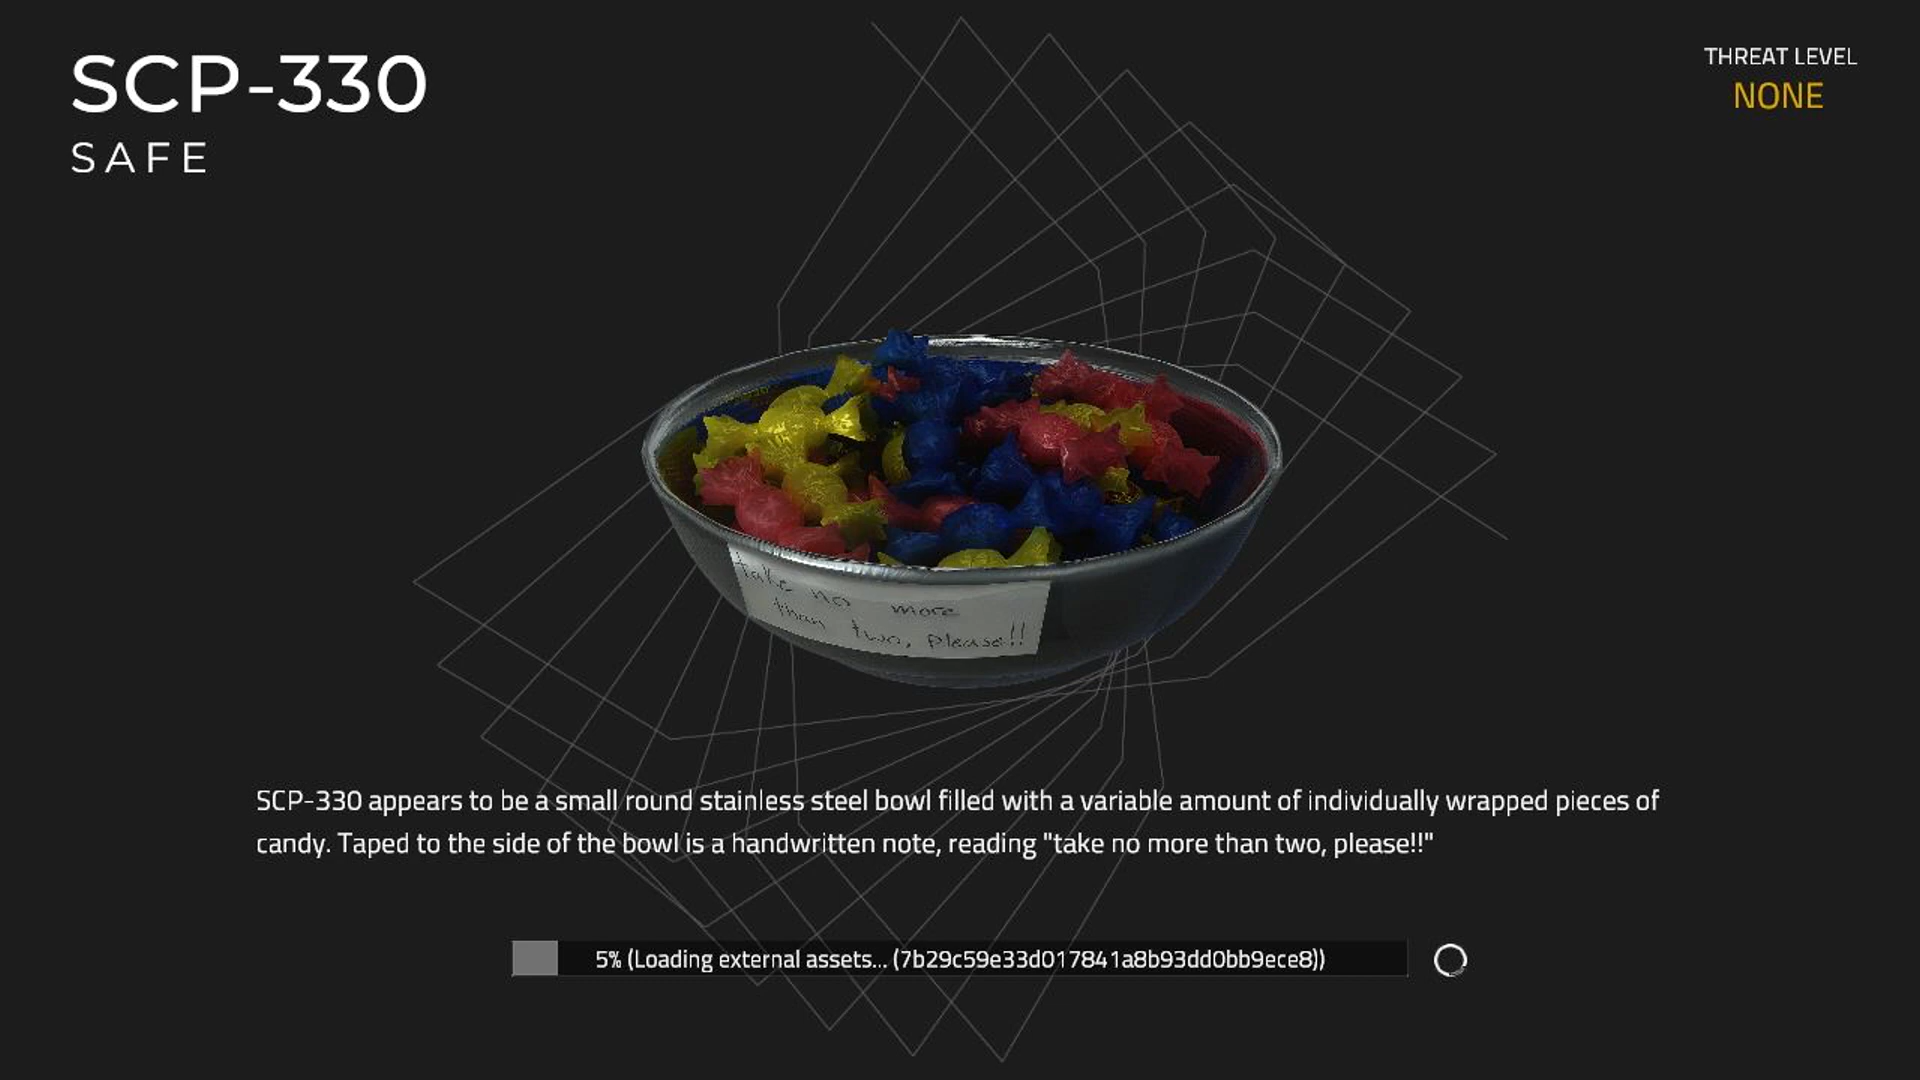 SCP-330
SAFE
THREAT LEVEL
NONE
take no more
than two, please!!
SCP-330 appears to be a small round stainless steel bowl filled with a variable amount of individually wrapped pieces of
candy. Taped to the side of the bowl is a handwritten note, reading "take no more than two, please!!"
5% (Loading external assets... (7b29c59e33d017841a8b93dd0bb9ece8))